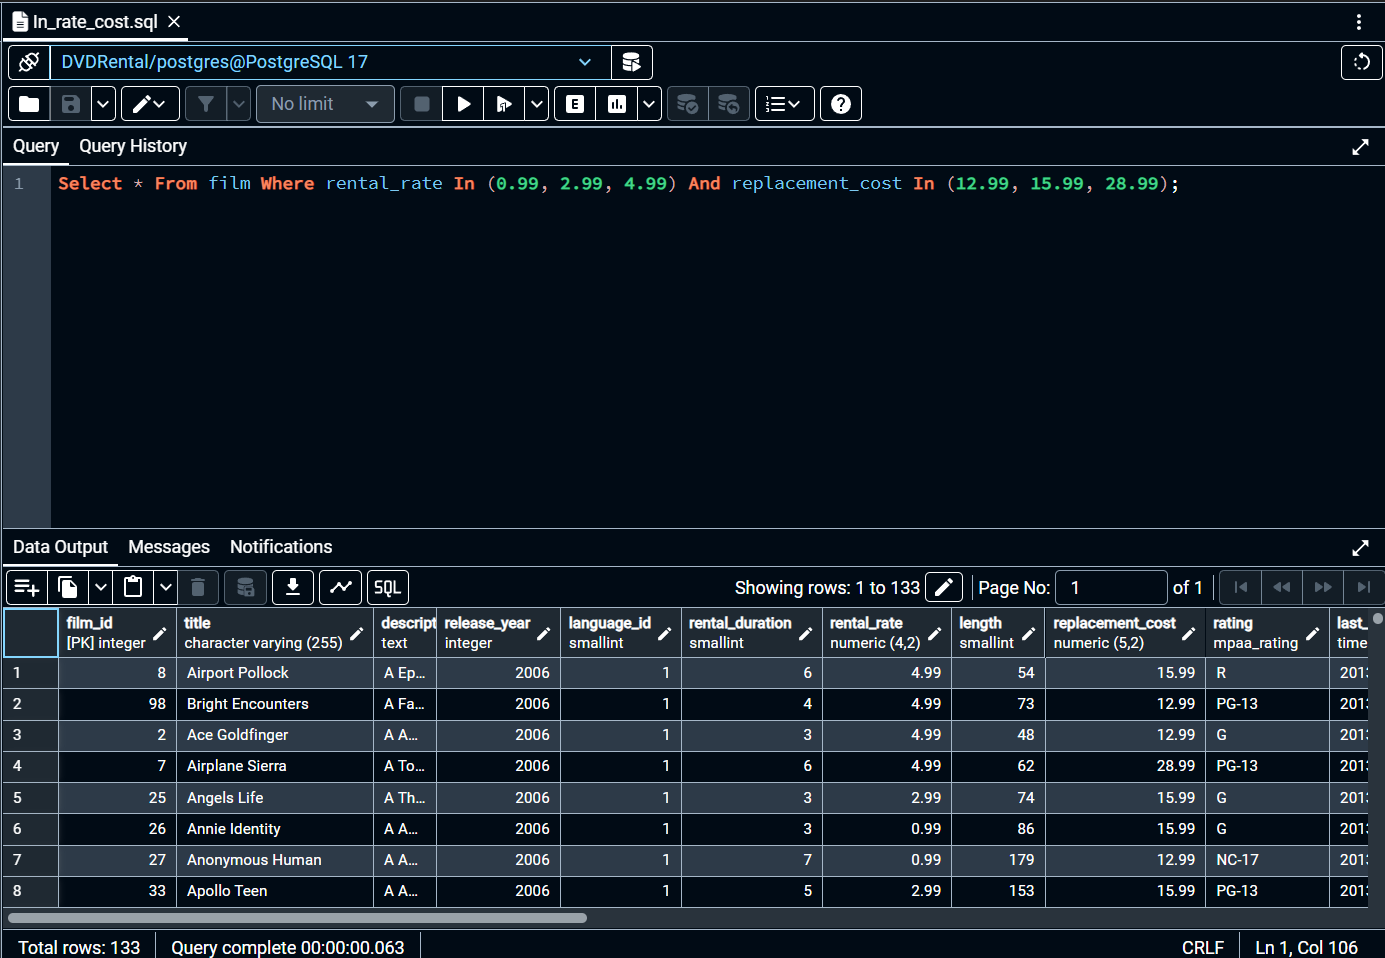 In_rate_cost.sql
DVDRental/postgres@PostgreSQL 17
No limit
E
Query Query History
1 Select * From film Where rental_rate In (0.99, 2.99, 4.99) And replacement_cost In (12.99, 15.99, 28.99);
Data Output Messages Notifications
SQL Showing rows: 1 to 133 Page No: 1 of 1
film_id title descript release_year language_id rental_duration rental_rate length replacement_cost rating last_
[PK] integer character varying (255) text integer smallint smallint numeric (4,2) smallint numeric (5,2) mpaa_rating time
1 8 Airport Pollock A Ep... 2006 1 6 4.99 54 15.99 R 201
2 98 Bright Encounters A Fa... 2006 1 4 4.99 73 12.99 PG-13 201
3 2 Ace Goldfinger A A... 2006 1 3 4.99 48 12.99 G 201
4 7 Airplane Sierra A To... 2006 1 6 4.99 62 28.99 PG-13 201
5 25 Angels Life A Th... 2006 1 3 2.99 74 15.99 G 201
6 26 Annie Identity A A... 2006 1 3 0.99 86 15.99 G 201
7 27 Anonymous Human A A... 2006 1 7 0.99 179 12.99 NC-17 201
8 33 Apollo Teen A A... 2006 1 5 2.99 153 15.99 PG-13 201
Total rows: 133 Query complete 00:00:00.063 CRLF Ln 1, Col 106